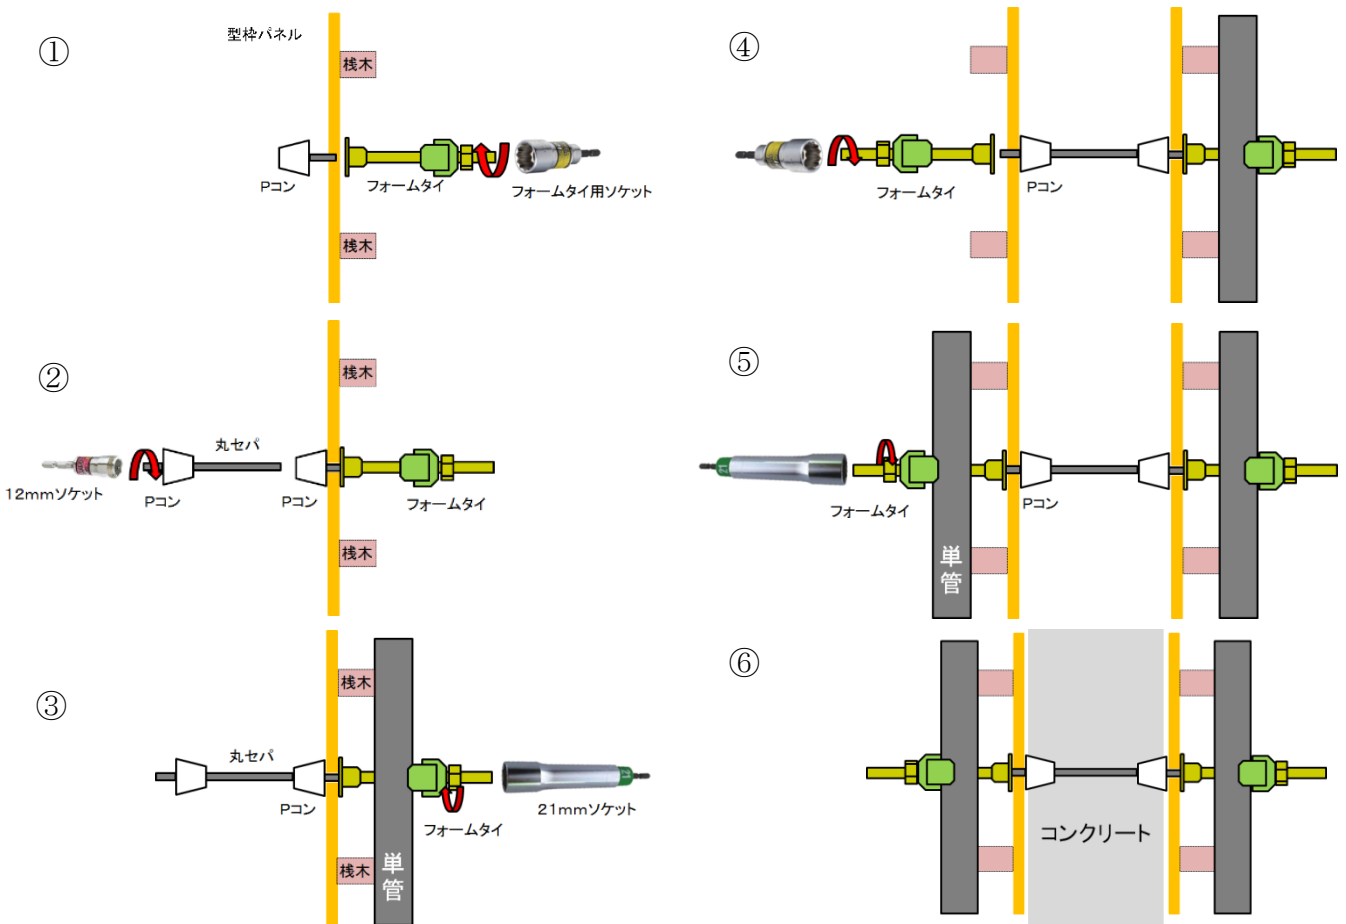 ①
型枠パネル
桟木
Pコン
フォームタイ
フォームタイ用ソケット
桟木
②
桟木
丸セパ
12mmソケット
Pコン
Pコン
フォームタイ
桟木
③
桟木
丸セパ
Pコン
フォームタイ
21mmソケット
21
桟木
単管
④
フォームタイ
Pコン
⑤
21
フォームタイ
Pコン
単管
⑥
コンクリート